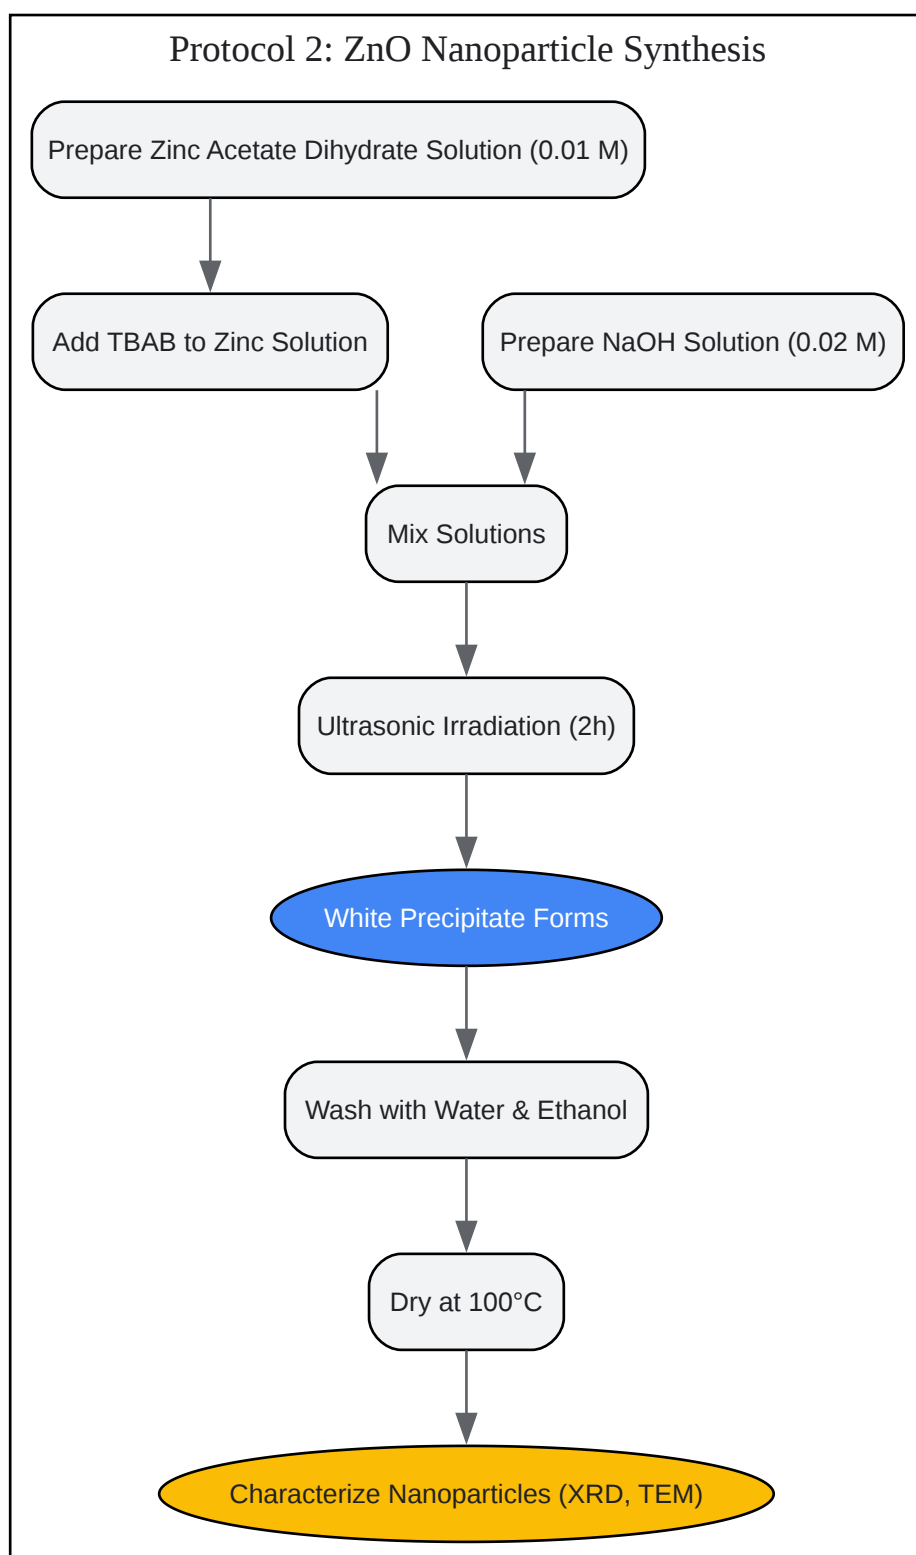 Protocol 2: ZnO Nanoparticle Synthesis
Prepare Zinc Acetate Dihydrate Solution (0.01 M)
Add TBAB to Zinc Solution
Prepare NaOH Solution (0.02 M)
Mix Solutions
Ultrasonic Irradiation (2h)
White Precipitate Forms
Wash with Water & Ethanol
Dry at 100°C
Characterize Nanoparticles (XRD, TEM)